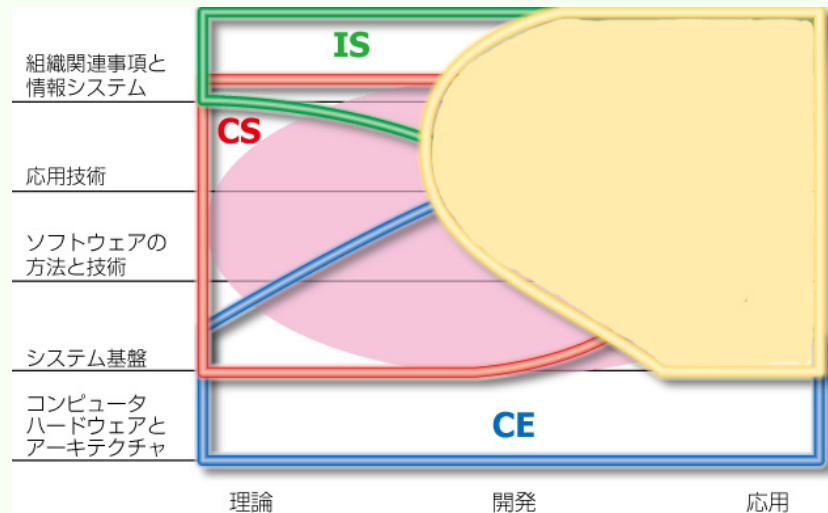 組織関連事項と
情報システム
応用技術
ソフトウェアの
方法と技術
システム基盤
コンピュータ
ハードウェアと
アーキテクチャ
IS
CS
CE
理論
開発
応用